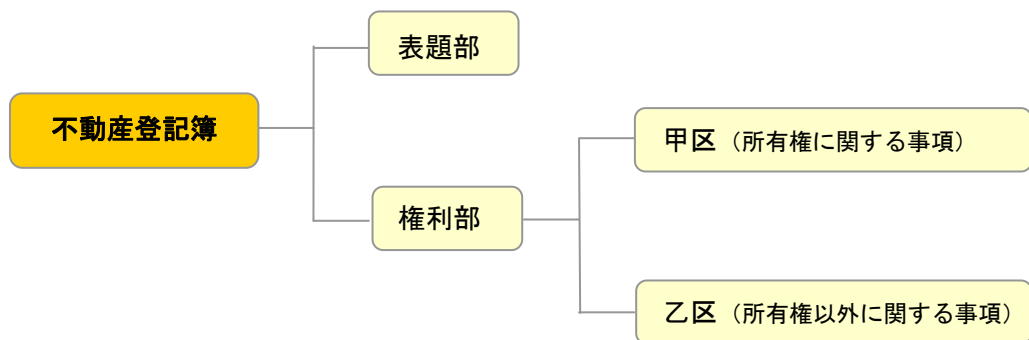 表題部
不動産登記簿
甲区（所有権に関する事項）
権利部
乙区（所有権以外に関する事項）